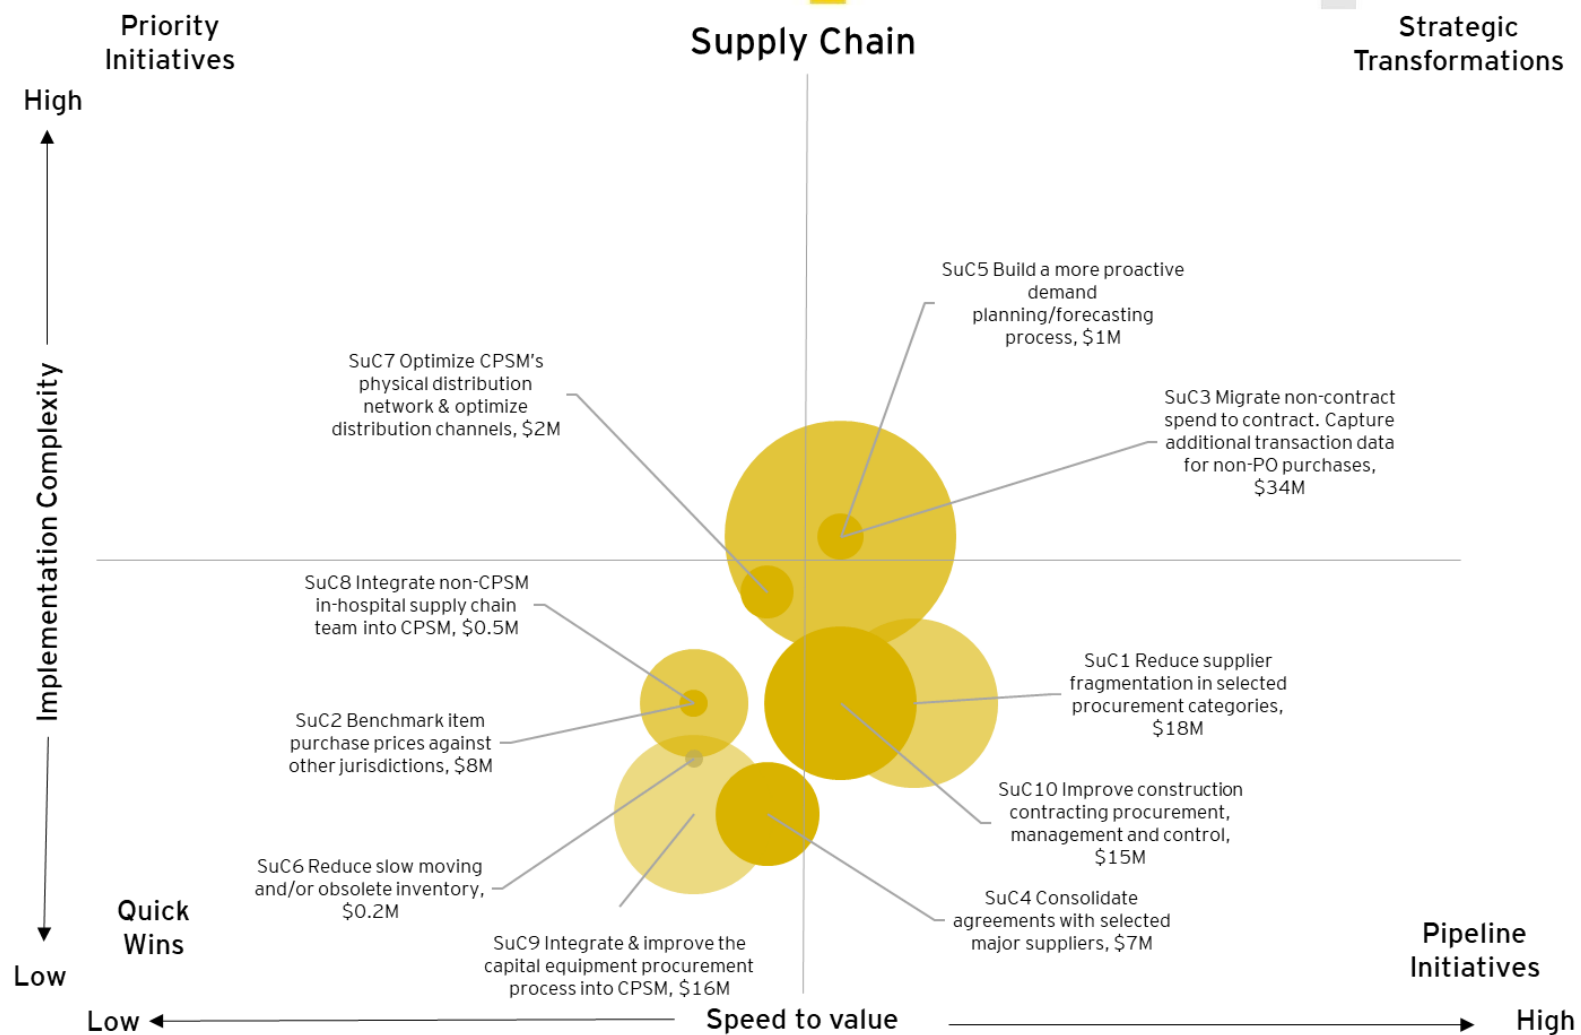 Priority
Initiatives
Supply Chain
Strategic
Transformations
High
Implementation Complexity
SuC5 Build a more proactive
demand
planning/forecasting
process, $1M
SuC7 Optimize CPSM's
physical distribution
network & optimize
distribution channels, $2M
SuC3 Migrate non-contract
spend to contract. Capture
additional transaction data
for non-PO purchases,
$34M
SuC8 Integrate non-CPSM
in-hospital supply chain
team into CPSM, $0.5M
SuC1 Reduce supplier
fragmentation in selected
procurement categories,
$18M
SuC2 Benchmark item
purchase prices against
other jurisdictions, $8M
SuC10 Improve construction
contracting procurement,
management and control,
$15M
SuC6 Reduce slow moving
and/or obsolete inventory,
$0.2M
SuC4 Consolidate
agreements with selected
major suppliers, $7M
SuC9 Integrate & improve the
capital equipment procurement
process into CPSM, $16M
Quick
Wins
Pipeline
Initiatives
Low
Low
Speed to value
High